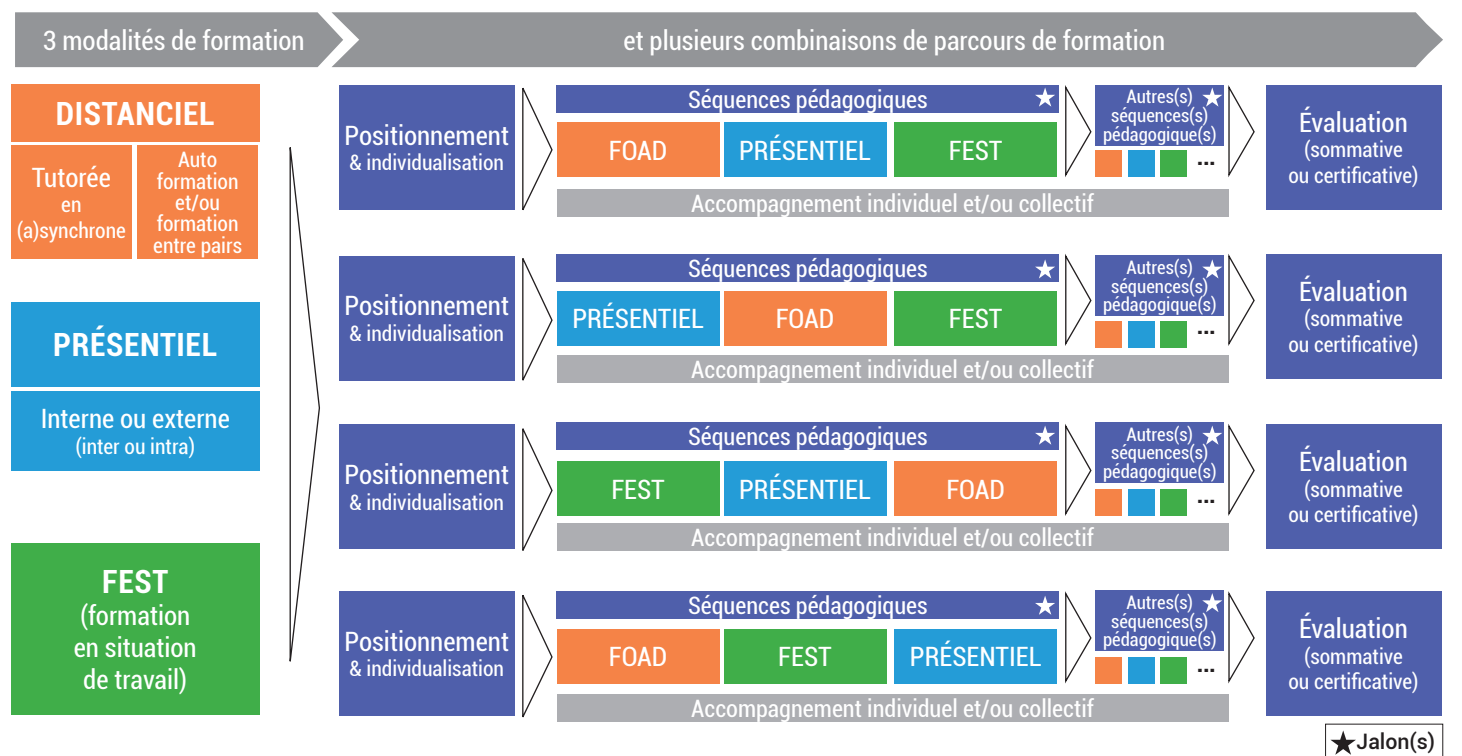 3 modalités de formation
et plusieurs combinaisons de parcours de formation
DISTANCIEL
Tutorée
en
(a)synchrone
Auto
formation
et/ou
formation
entre pairs
PRÉSENTIEL
Interne ou externe
(inter ou intra)
FEST
(formation
en situation
de travail)
Positionnement
& individualisation
Séquences pédagogiques
FOAD
PRÉSENTIEL
FEST
Accompagnement individuel et/ou collectif
Autres(s)
séquences(s)
pédagogique(s)
...
Évaluation
(sommative
ou certificative)
Positionnement
& individualisation
Séquences pédagogiques
PRÉSENTIEL
FOAD
FEST
Accompagnement individuel et/ou collectif
Autres(s)
séquences(s)
pédagogique(s)
...
Évaluation
(sommative
ou certificative)
Positionnement
& individualisation
Séquences pédagogiques
FEST
PRÉSENTIEL
FOAD
Accompagnement individuel et/ou collectif
Autres(s)
séquences(s)
pédagogique(s)
...
Évaluation
(sommative
ou certificative)
Positionnement
& individualisation
Séquences pédagogiques
FOAD
FEST
PRÉSENTIEL
Accompagnement individuel et/ou collectif
Autres(s)
séquences(s)
pédagogique(s)
...
Évaluation
(sommative
ou certificative)
★Jalon(s)